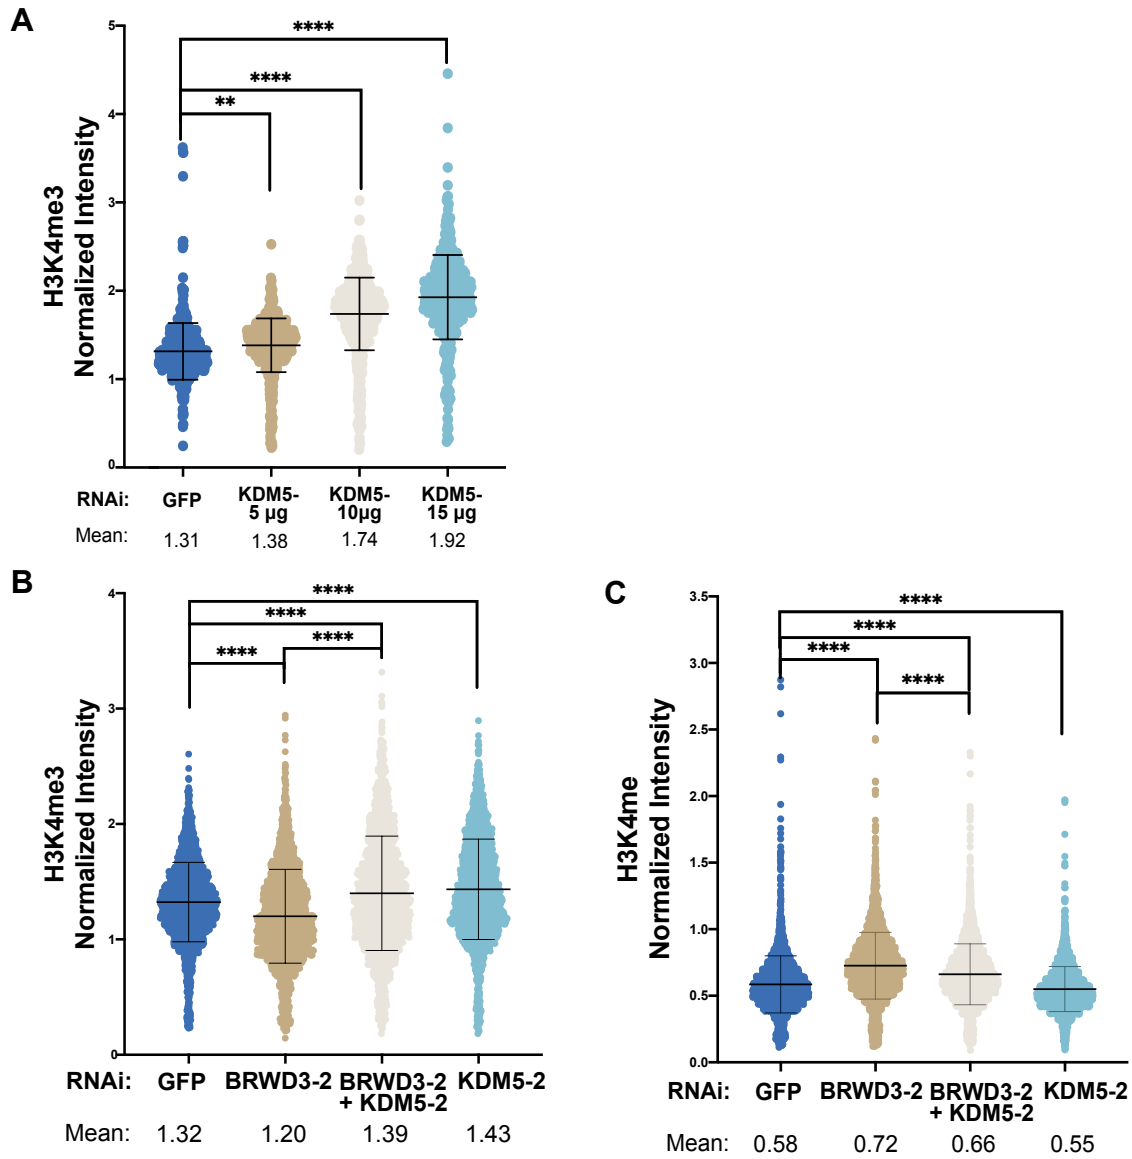 A
5
4
3
2
1
0
H3K4me3
Normalized Intensity
****
****
**
RNAi: GFP KDM5-5 µg KDM5-10µg KDM5-15 µg
Mean: 1.31 1.38 1.74 1.92
B
4
3
2
1
0
H3K4me3
Normalized Intensity
****
****
****
****
RNAi: GFP BRWD3-2 BRWD3-2 + KDM5-2 KDM5-2
Mean: 1.32 1.20 1.39 1.43
C
3.5
3.0
2.5
2.0
1.5
1.0
0.5
0.0
H3K4me
Normalized Intensity
****
****
****
****
RNAi: GFP BRWD3-2 BRWD3-2 + KDM5-2 KDM5-2
Mean: 0.58 0.72 0.66 0.55